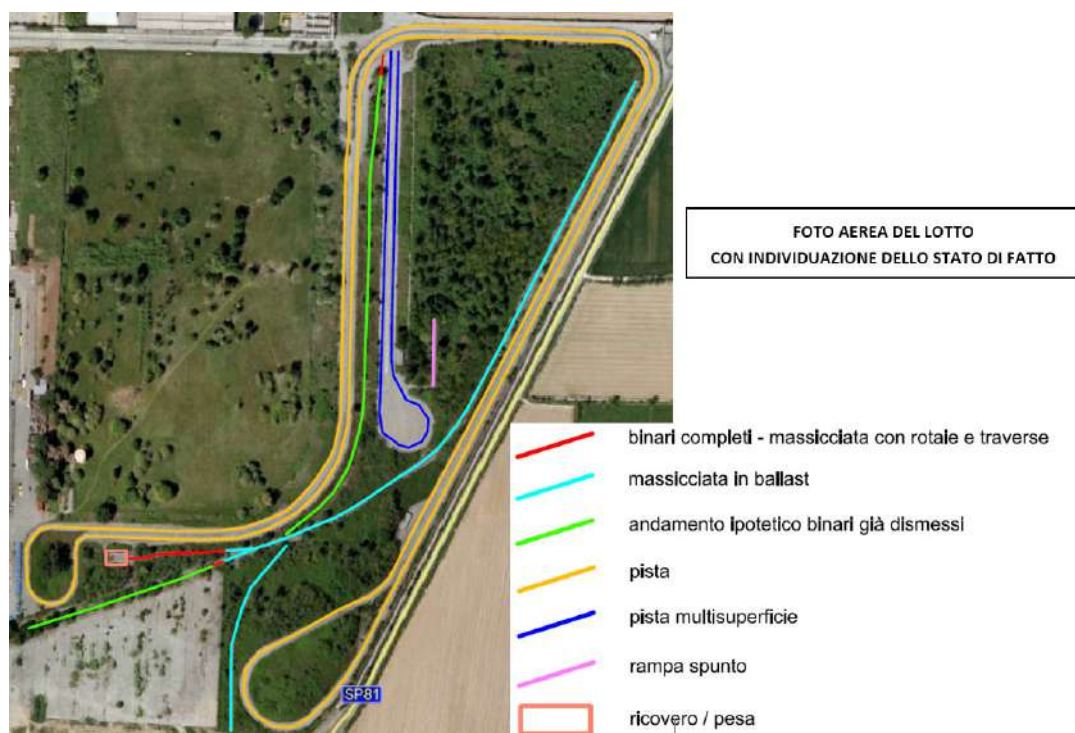 FOTO AEREA DEL LOTTO
CON INDIVIDUAZIONE DELLO STATO DI FATTO
binari completi - massicciata con rotaie e traverse
massicciata in ballast
andamento ipotetico binari già dismessi
pista
pista multisuperficie
rampa spunto
SP81
ricovero / pesa